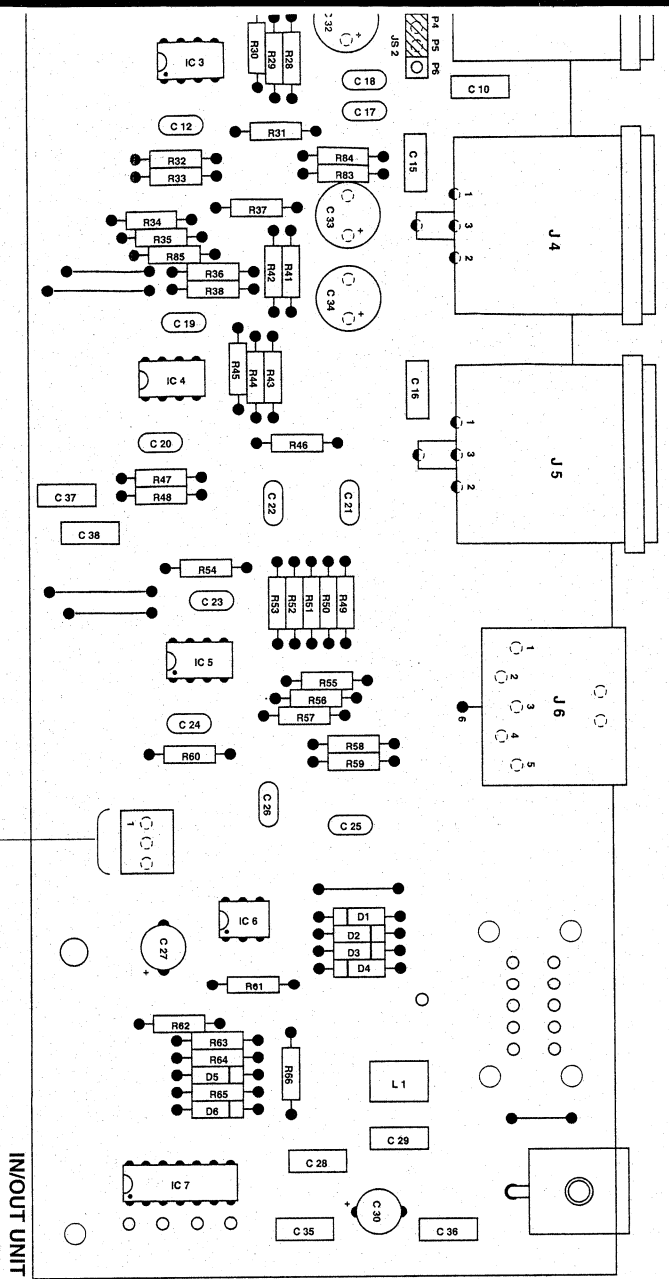 C 32
P4
P5
P6
JS 2
IC 3
R30
R29
R28
C 18
C 17
C 10
C 12
R31
C 15
R32
R33
R84
R83
R34
R35
R85
R37
C 33
+
1
3
2
J 4
R36
R38
R42
R41
C 34
+
C 19
IC 4
R45
R44
R43
C 16
1
3
2
J 5
C 20
R46
R47
R48
C 37
C 38
C 22
C 21
R54
C 23
R53
R52
R51
R50
R49
IC 5
R55
R56
R57
1
2
3
4
5
6
J 6
C 24
R60
R58
R59
C 26
C 25
1
IC 6
D1
D2
D3
D4
C 27
+
R61
R62
R63
R64
D5
R65
D6
R66
L 1
C 29
C 28
IC 7
+
C 30
C 35
C 36
IN/OUT UNIT